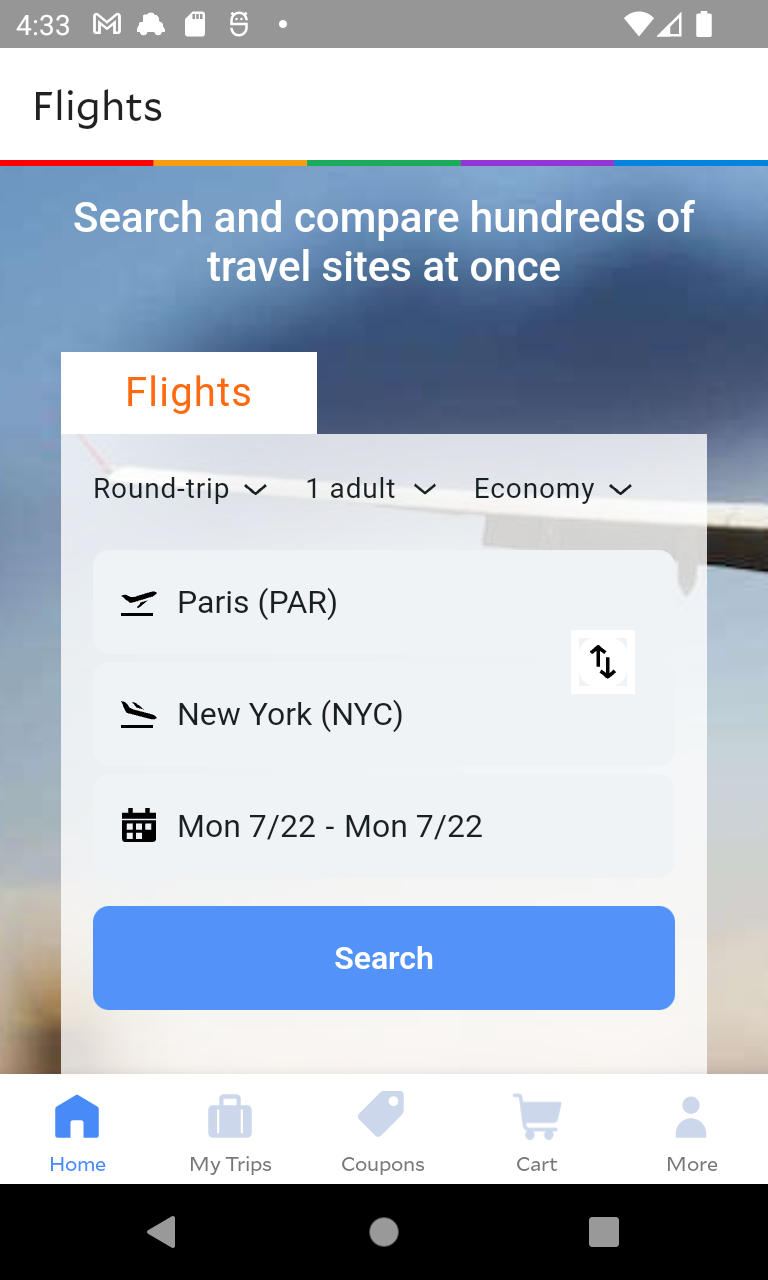 4:33
Flights
Search and compare hundreds of
travel sites at once
Flights
Round-trip 1 adult Economy
Paris (PAR)
New York (NYC)
Mon 7/22 - Mon 7/22
Search
Home My Trips Coupons Cart More